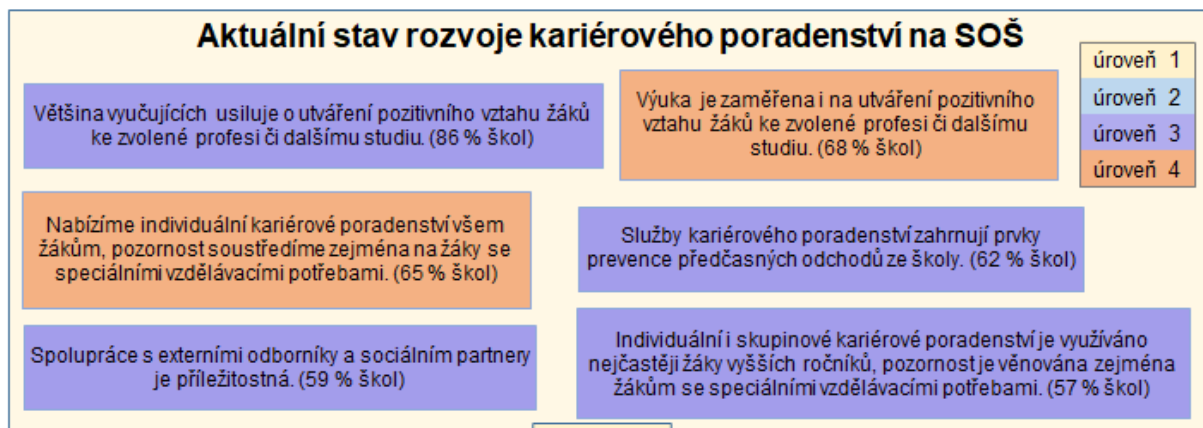 Aktuální stav rozvoje kariérového poradenství na SOŠ
úroveň 1
úroveň 2
úroveň 3
úroveň 4
Většina vyučujících usiluje o utváření pozitivního vztahu žáků
ke zvolené profesi či dalšímu studiu. (86 % škol)
Výuka je zaměřena i na utváření pozitivního
vztahu žáků ke zvolené profesi či dalšímu
studiu. (68 % škol)
Nabízíme individuální kariérové poradenství všem
žákům, pozornost soustředíme zejména na žáky se
speciálními vzdělávacími potřebami. (65 % škol)
Služby kariérového poradenství zahrnují prvky
prevence předčasných odchodů ze školy. (62 % škol)
Spolupráce s externími odborníky a sociálním partnery
je příležitostná. (59 % škol)
Individuální i skupinové kariérové poradenství je využíváno
nejčastěji žáky vyšších ročníků, pozornost je věnována zejména
žákům se speciálními vzdělávacími potřebami. (57 % škol)